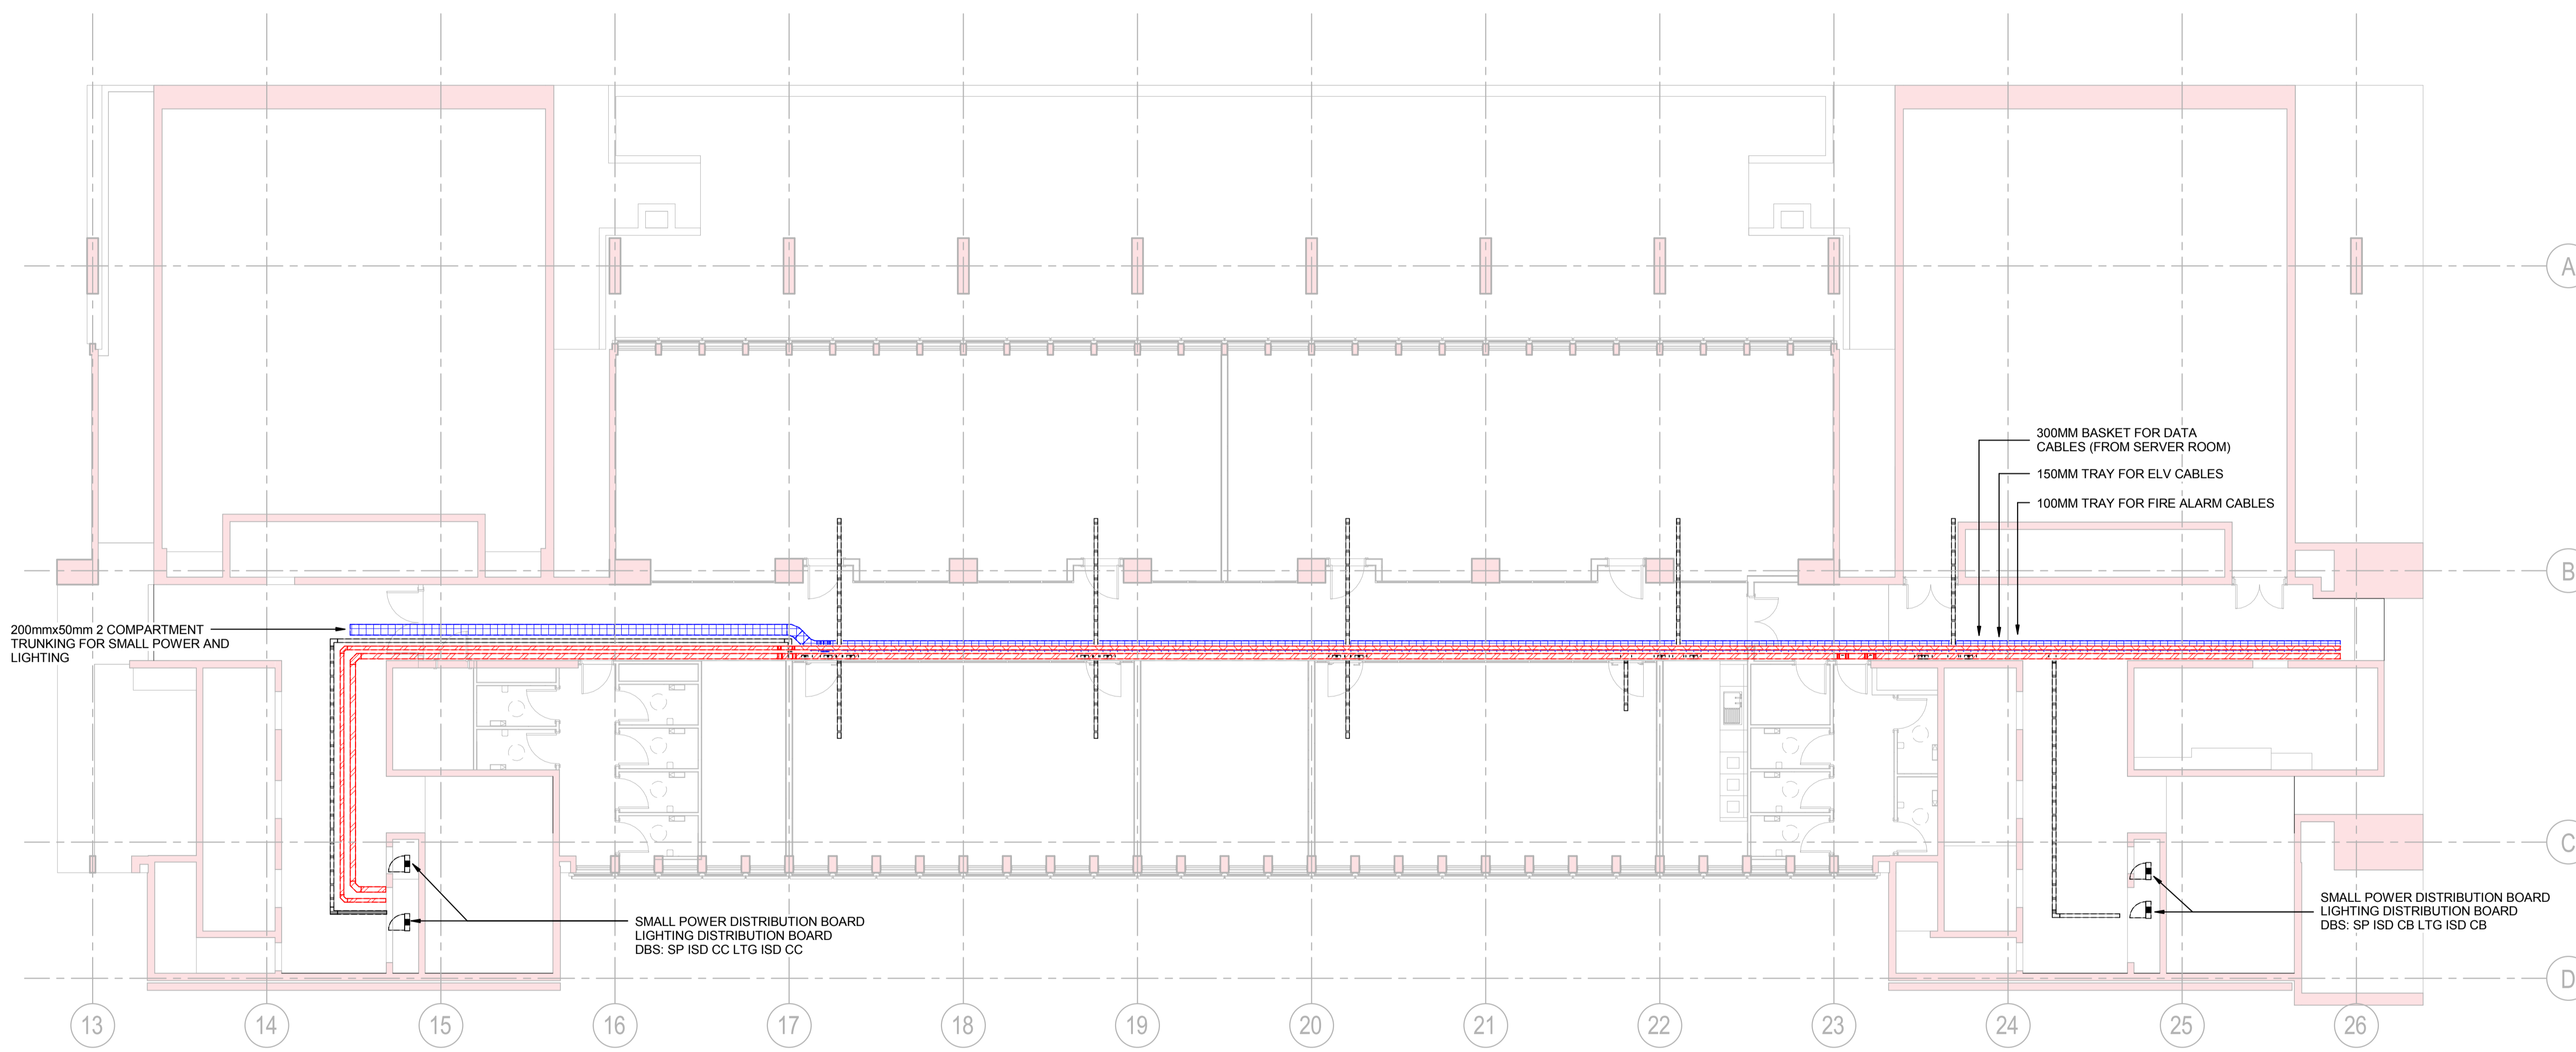 A
300MM BASKET FOR DATA
CABLES (FROM SERVER ROOM)
150MM TRAY FOR ELV CABLES
100MM TRAY FOR FIRE ALARM CABLES
B
200mmx50mm 2 COMPARTMENT
TRUNKING FOR SMALL POWER AND
LIGHTING
C
SMALL POWER DISTRIBUTION BOARD
LIGHTING DISTRIBUTION BOARD
DBS: SP ISD CC LTG ISD CC
SMALL POWER DISTRIBUTION BOARD
LIGHTING DISTRIBUTION BOARD
DBS: SP ISD CB LTG ISD CB
D
13 14 15 16 17 18 19 20 21 22 23 24 25 26